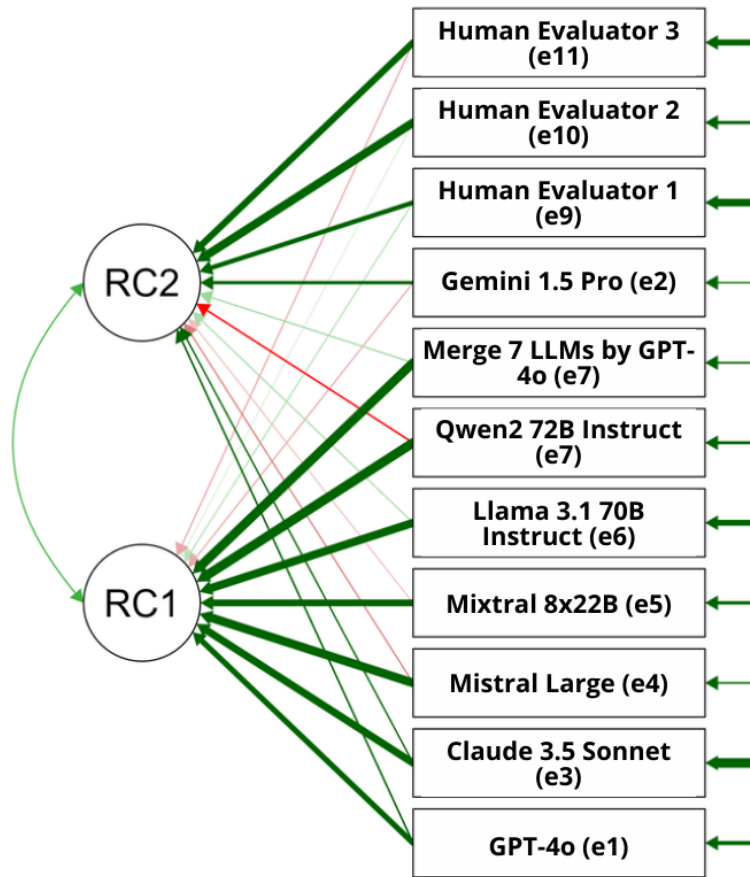 Human Evaluator 3
(e11)
Human Evaluator 2
(e10)
Human Evaluator 1
(e9)
RC2
Gemini 1.5 Pro (e2)
Merge 7 LLMs by GPT-
4o (e7)
Qwen2 72B Instruct
(e7)
Llama 3.1 70B
Instruct (e6)
RC1
Mixtral 8x22B (e5)
Mistral Large (e4)
Claude 3.5 Sonnet
(e3)
GPT-4o (e1)